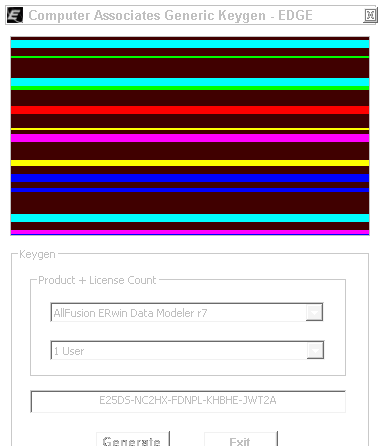 Computer Associates Generic Keygen - EDGE
Keygen
Product + License Count
AllFusion ERwin Data Modeler r7
1 User
E25DS-NC2HX-FDNPL-KHBHE-JWT2A
Generate Exit